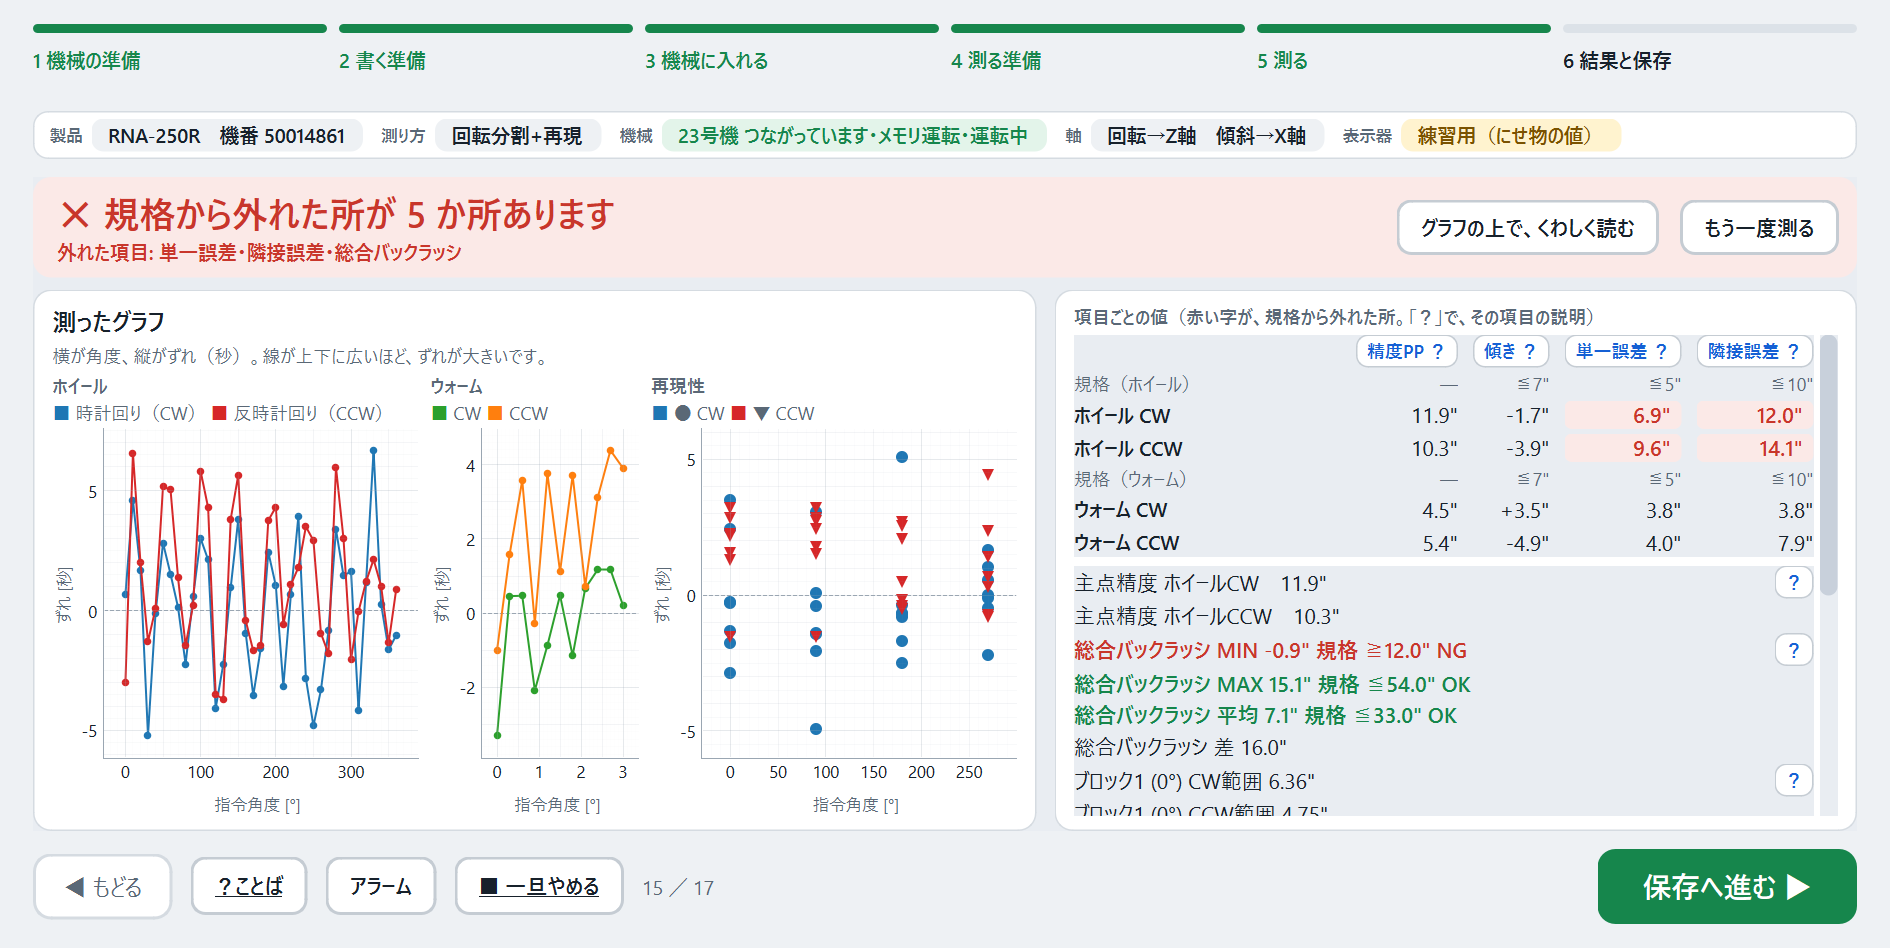 1 機械の準備
2 書く準備
3 機械に入れる
4 測る準備
5 測る
6 結果と保存
製品 RNA-250R 機番 50014861 測り方 回転分割+再現 機械 23号機 つながっています・メモリ運転・運転中 軸 回転→Z軸 傾斜→X軸 表示器 練習用（にせ物の値）
× 規格から外れた所が 5 か所あります
外れた項目: 単一誤差・隣接誤差・総合バックラッシ
グラフの上で、くわしく読む
もう一度測る
測ったグラフ
横が角度、縦がずれ（秒）。線が上下に広いほど、ずれが大きいです。
ホイール
■ 時計回り（CW） ■ 反時計回り（CCW）
ずれ [秒]
5
0
-5
0 100 200 300
指令角度 [°]
ウォーム
■ CW ■ CCW
ずれ [秒]
4
2
0
-2
0 1 2 3
指令角度 [°]
再現性
■ ● CW ■ ▼ CCW
ずれ [秒]
5
0
-5
0 50 100 150 200 250
指令角度 [°]
項目ごとの値（赤い字が、規格から外れた所。「？」で、その項目の説明）
精度PP ? 傾き ? 単一誤差 ? 隣接誤差 ?
規格（ホイール） — ≦7" ≦5" ≦10"
ホイール CW 11.9" -1.7" 6.9" 12.0"
ホイール CCW 10.3" -3.9" 9.6" 14.1"
規格（ウォーム） — ≦7" ≦5" ≦10"
ウォーム CW 4.5" +3.5" 3.8" 3.8"
ウォーム CCW 5.4" -4.9" 4.0" 7.9"
主点精度 ホイールCW 11.9" ?
主点精度 ホイールCCW 10.3"
総合バックラッシ MIN -0.9" 規格 ≧12.0" NG ?
総合バックラッシ MAX 15.1" 規格 ≦54.0" OK
総合バックラッシ 平均 7.1" 規格 ≦33.0" OK
総合バックラッシ 差 16.0"
ブロック1 (0°) CW範囲 6.36" ?
ブロック1 (0°) CCW範囲 4.75"
◀ もどる
? ことば
アラーム
■ 一旦やめる
15 ／ 17
保存へ進む ▶